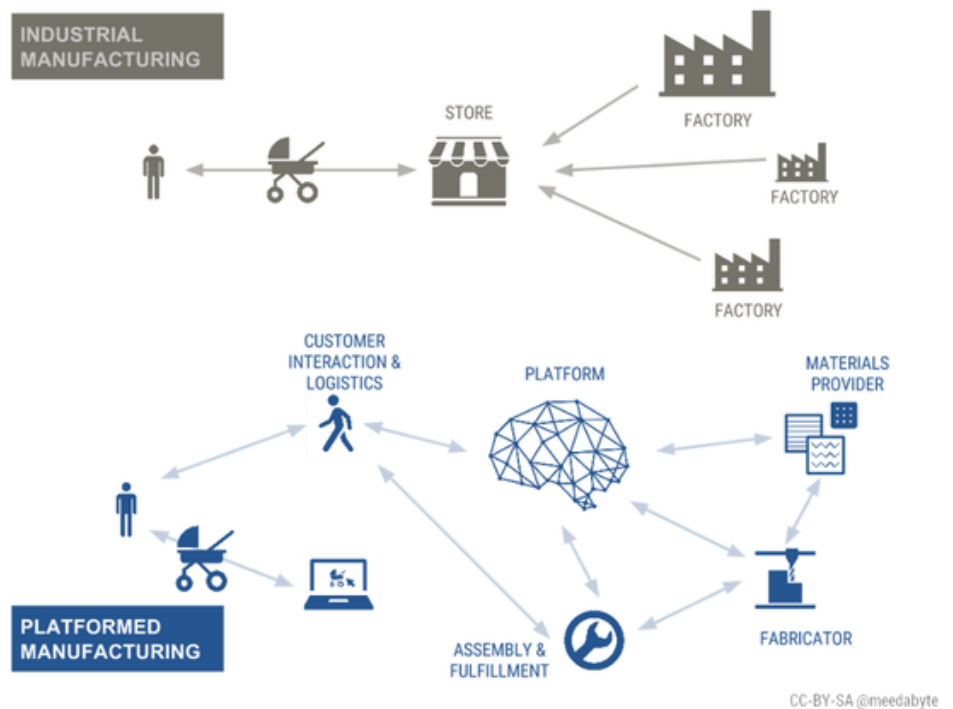 INDUSTRIAL
MANUFACTURING
STORE
FACTORY
FACTORY
FACTORY
CUSTOMER
INTERACTION &
LOGISTICS
PLATFORM
MATERIALS
PROVIDER
PLATFORMED
MANUFACTURING
ASSEMBLY &
FULFILLMENT
FABRICATOR
CC-BY-SA @meedabyte